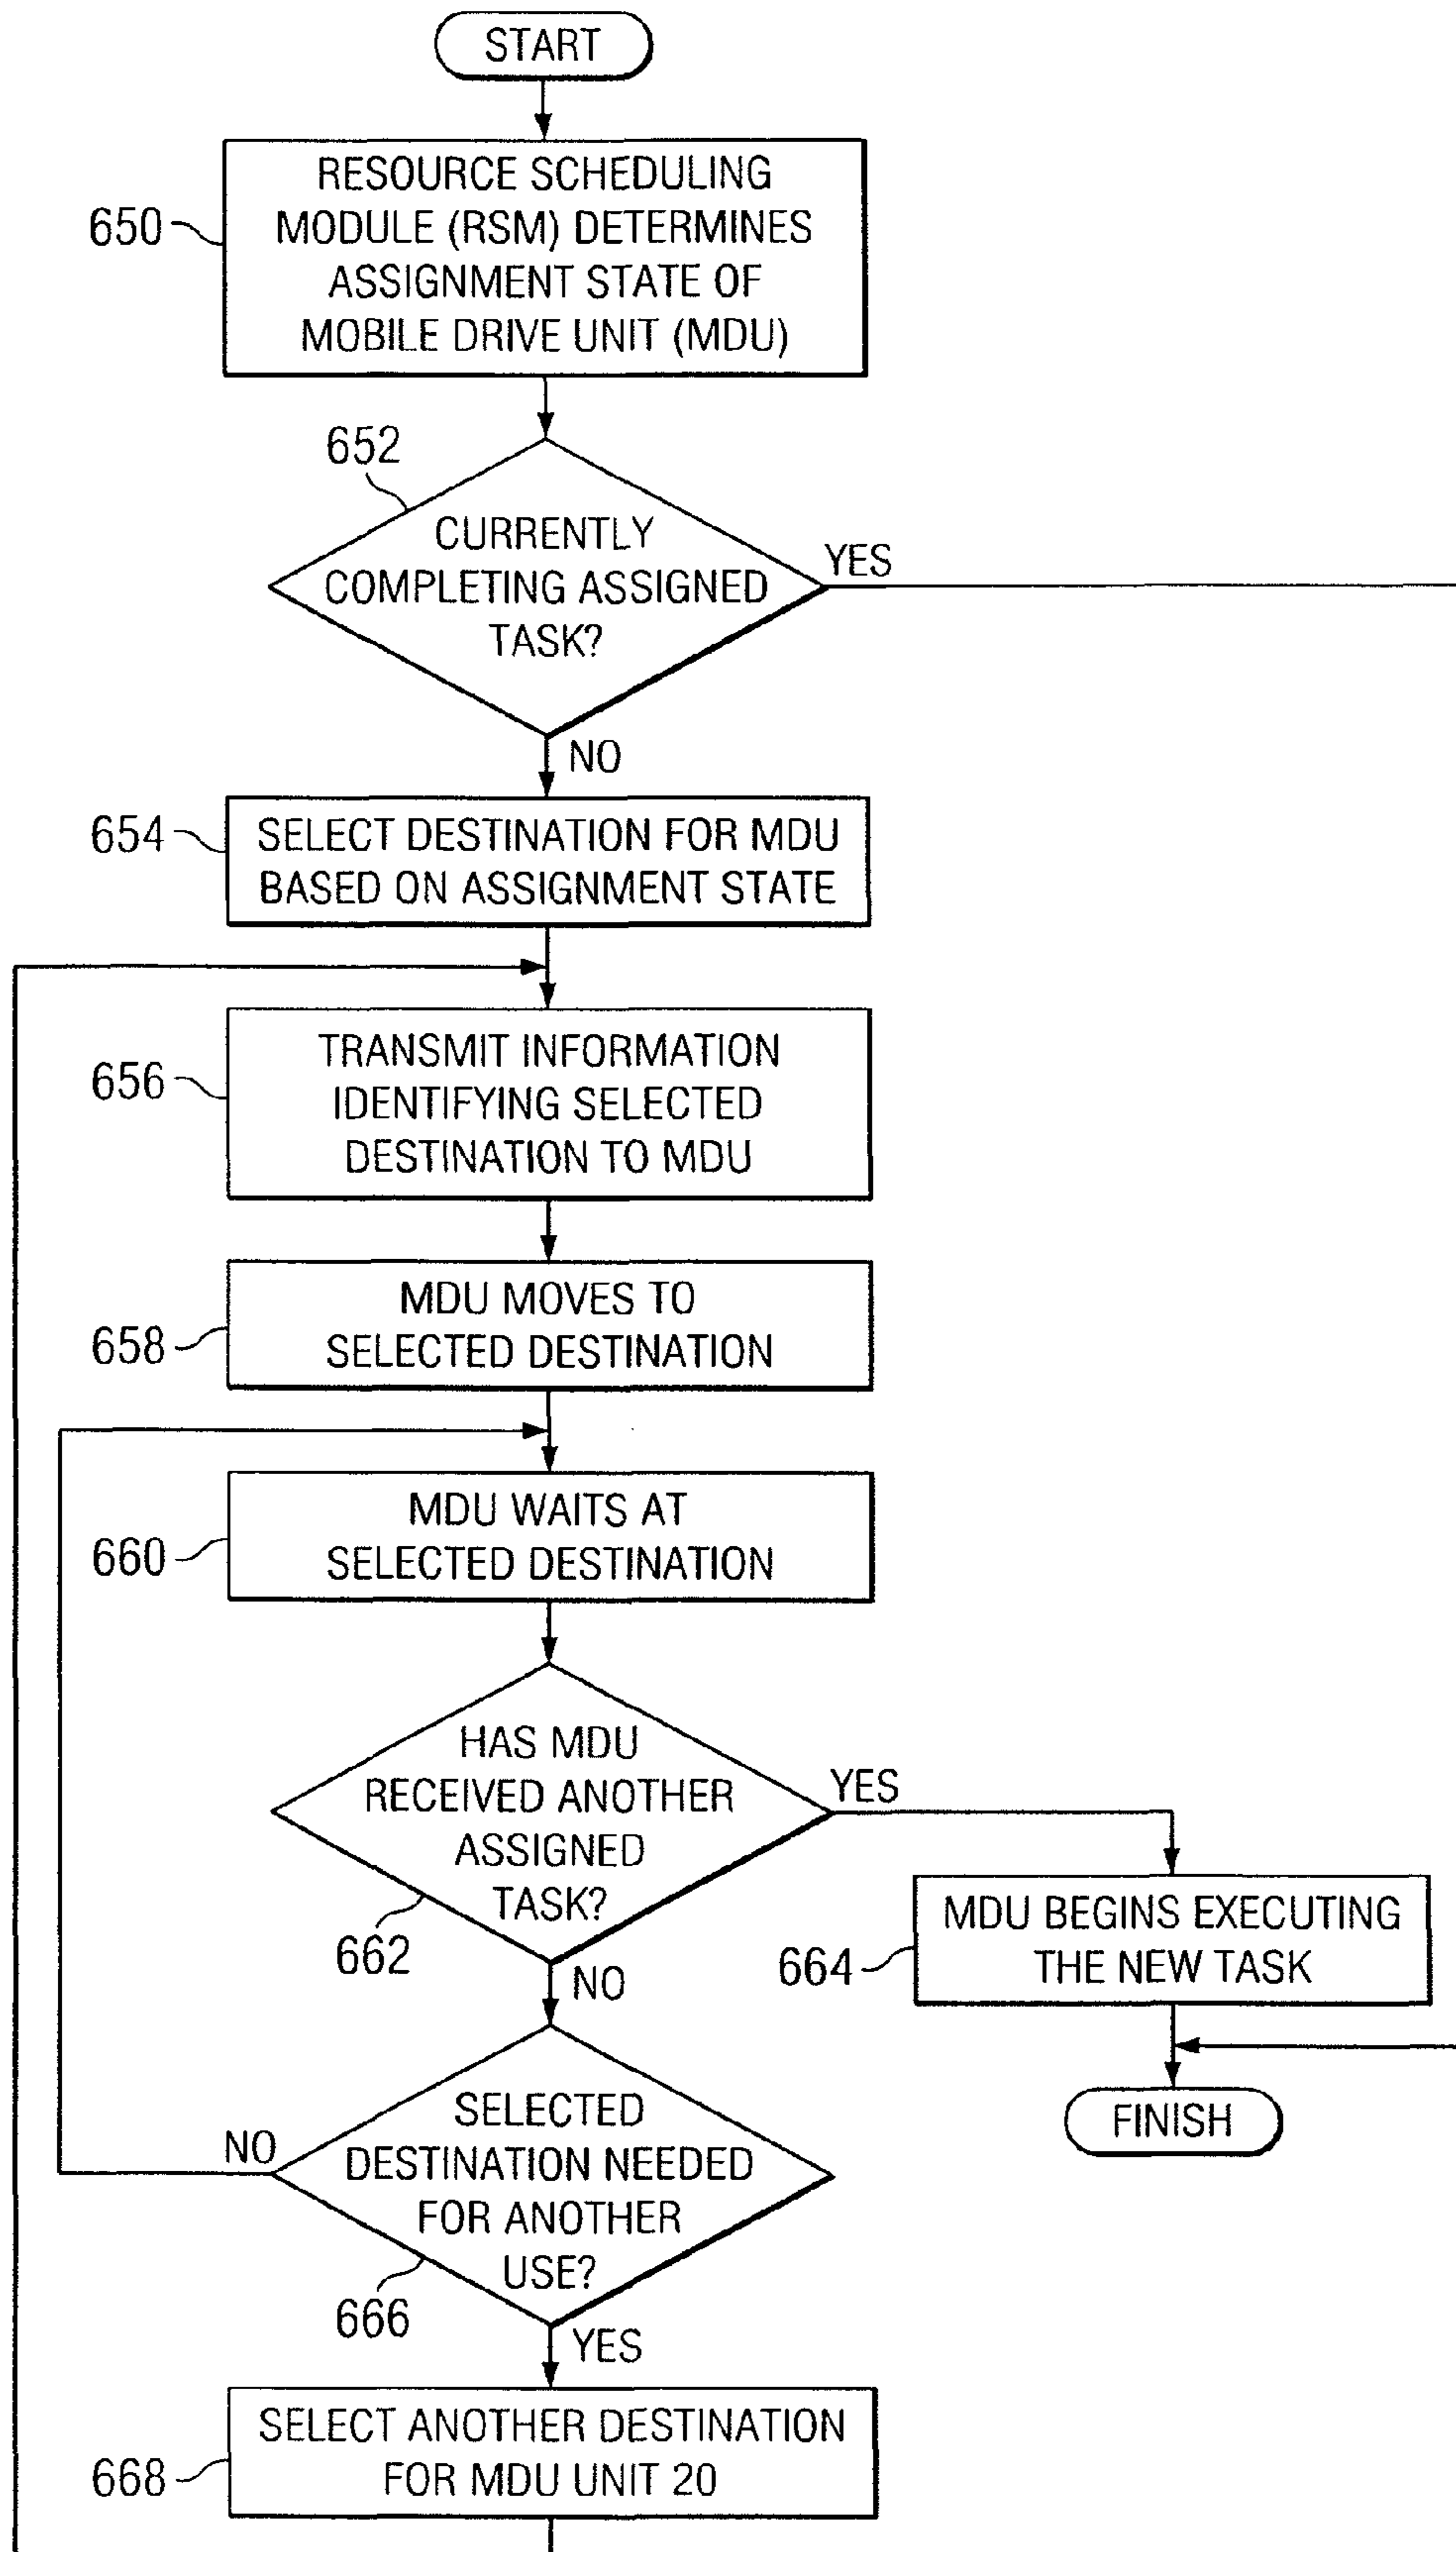 START
650
RESOURCE SCHEDULING
MODULE (RSM) DETERMINES
ASSIGNMENT STATE OF
MOBILE DRIVE UNIT (MDU)
652
CURRENTLY
COMPLETING ASSIGNED
TASK?
YES
NO
654
SELECT DESTINATION FOR MDU
BASED ON ASSIGNMENT STATE
656
TRANSMIT INFORMATION
IDENTIFYING SELECTED
DESTINATION TO MDU
658
MDU MOVES TO
SELECTED DESTINATION
660
MDU WAITS AT
SELECTED DESTINATION
HAS MDU
RECEIVED ANOTHER
ASSIGNED
TASK?
YES
662
NO
664
MDU BEGINS EXECUTING
THE NEW TASK
FINISH
NO
SELECTED
DESTINATION NEEDED
FOR ANOTHER
USE?
666
YES
668
SELECT ANOTHER DESTINATION
FOR MDU UNIT 20